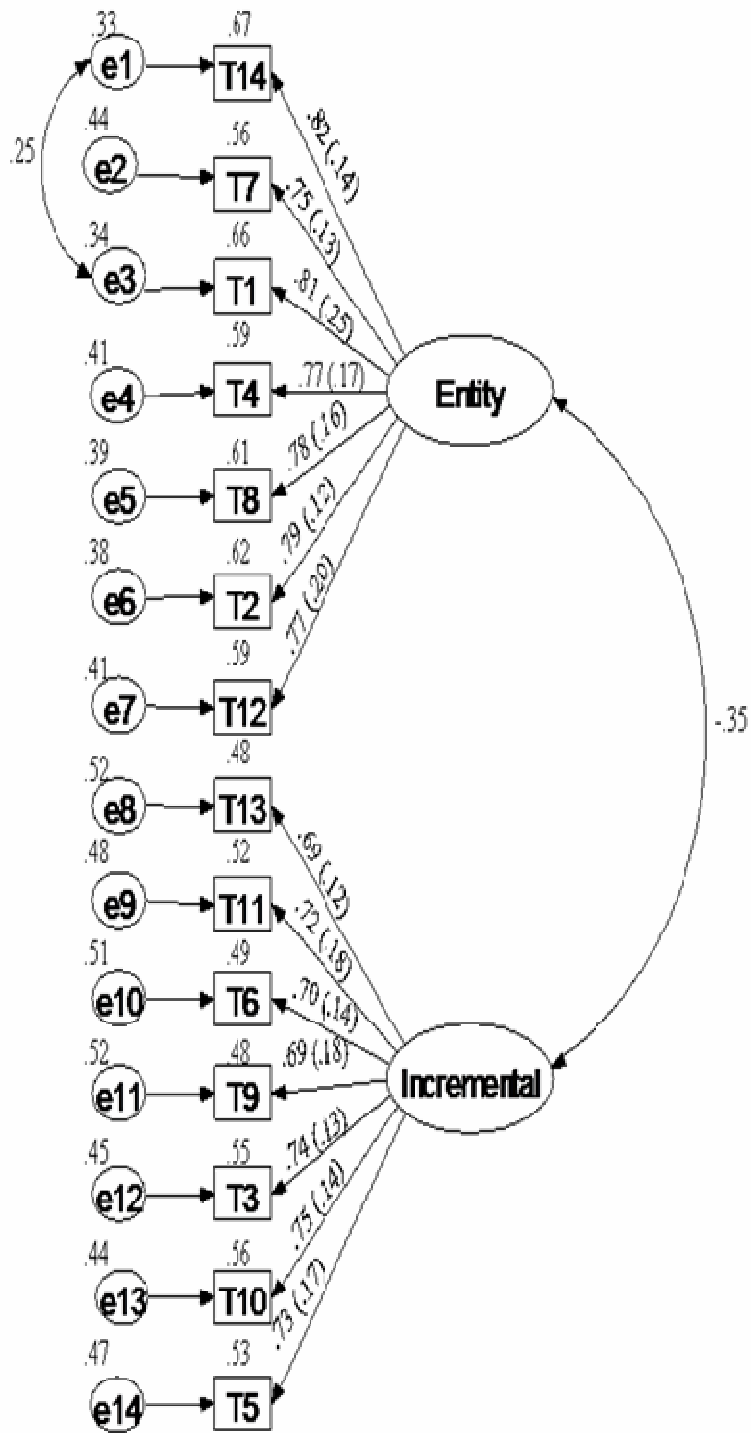 .33 .67
e1 T14
.82 (.14)
.44 .56
.25
e2 T7
.75 (.13)
.34 .66
e3 T1
.81 (.25)
.41 .59
e4 T4 .77 (.17) Entity
.39 .61
.78 (.16)
e5 T8
.38 .62
.79 (.12)
e6 T2
.77 (.20)
.41 .59
e7 T12
-.35
.52 .48
e8 T13
.69 (.12)
.48 .52
e9 T11
.72 (.18)
.51 .49
e10 T6
.70 (.14)
.52 .48 .69 (.18)
e11 T9 Incremental
.45 .55
.74 (.13)
e12 T3
.75 (.14)
.44 .56
e13 T10
.73 (.17)
.47 .53
e14 T5